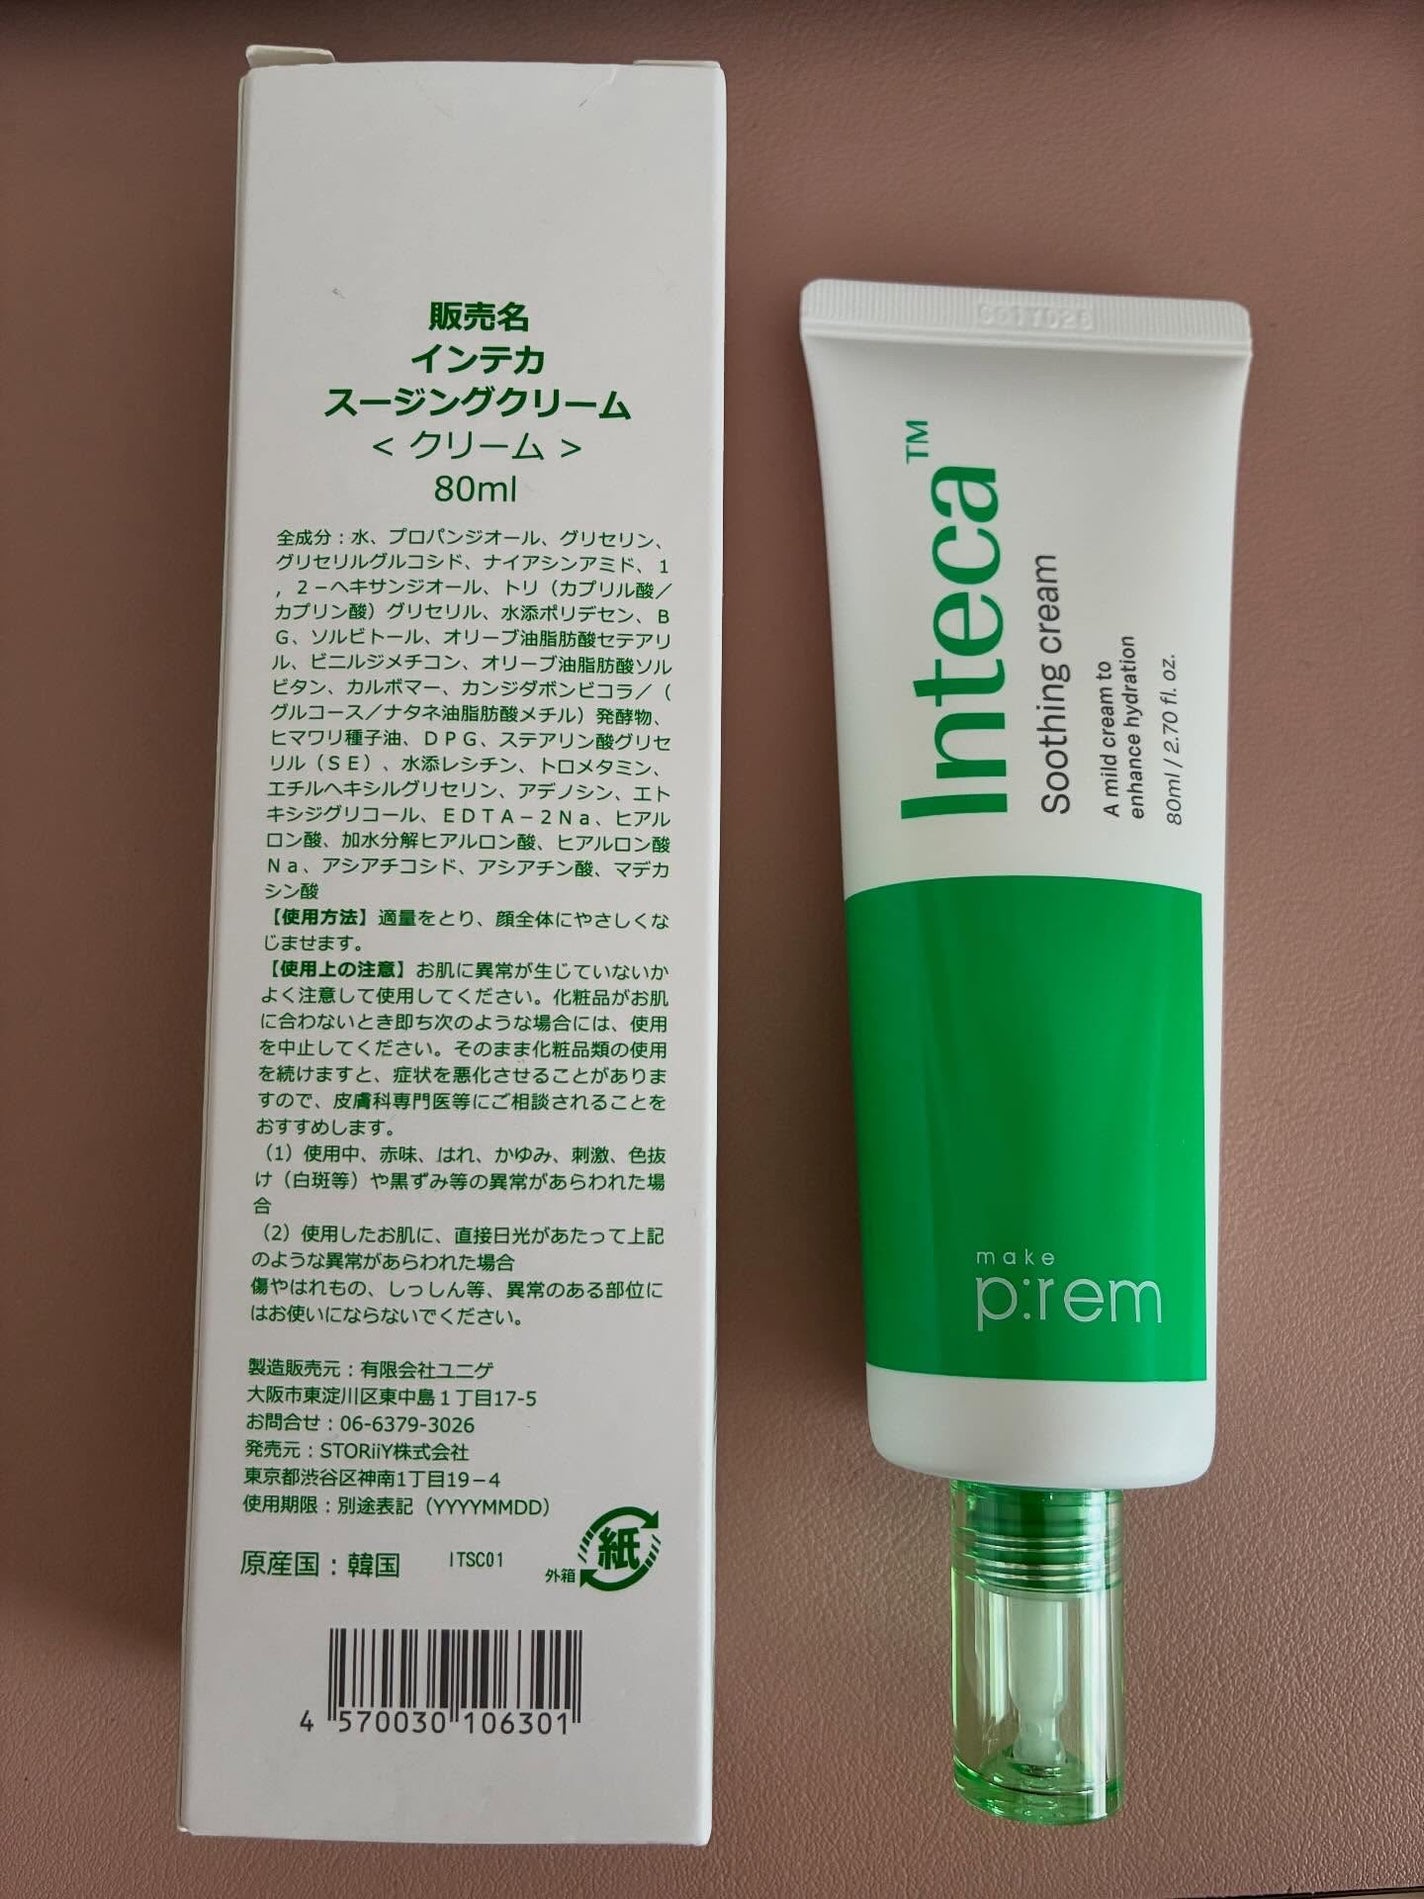 販売名
インテカ
スージングクリーム
< クリーム >
80ml
全成分：水、プロパンジオール、グリセリン、
グリセリルグルコシド、ナイアシンアミド、１
，２－ヘキサンジオール、トリ（カプリル酸／
カプリン酸）グリセリル、水添ポリデセン、Ｂ
Ｇ、ソルビトール、オリーブ油脂肪酸セテアリ
ル、ビニルジメチコン、オリーブ油脂肪酸ソル
ビタン、カルボマー、カンジダボンビコラ／（
グルコース／ナタネ油脂肪酸メチル）発酵物、
ヒマワリ種子油、ＤＰＧ、ステアリン酸グリセ
リル（ＳＥ）、水添レシチン、トロメタミン、
エチルヘキシルグリセリン、アデノシン、エト
キシジグリコール、ＥＤＴＡ－２Ｎａ、ヒアル
ロン酸、加水分解ヒアルロン酸、ヒアルロン酸
Ｎａ、アシアチコシド、アシアチン酸、マデカ
シン酸
【使用方法】適量をとり、顔全体にやさしくな
じませます。
【使用上の注意】お肌に異常が生じていないか
よく注意して使用してください。化粧品がお肌
に合わないとき即ち次のような場合には、使用
を中止してください。そのまま化粧品類の使用
を続けますと、症状を悪化させることがありま
すので、皮膚科専門医等にご相談されることを
おすすめします。
（1）使用中、赤味、はれ、かゆみ、刺激、色抜
け（白斑等）や黒ずみ等の異常があらわれた場
合
（2）使用したお肌に、直接日光があたって上記
のような異常があらわれた場合
傷やはれもの、しっしん等、異常のある部位に
はお使いにならないでください。
製造販売元：有限会社ユニゲ
大阪市東淀川区東中島１丁目17-5
お問合せ：06-6379-3026
発売元：STORiiY株式会社
東京都渋谷区神南1丁目19－4
使用期限：別途表記（YYYYMMDD）
原産国：韓国
ITSC01
外箱
紙
4 570030 106301
Inteca™
Soothing cream
A mild cream to
enhance hydration
80ml / 2.70 fl. oz.
make
p:rem